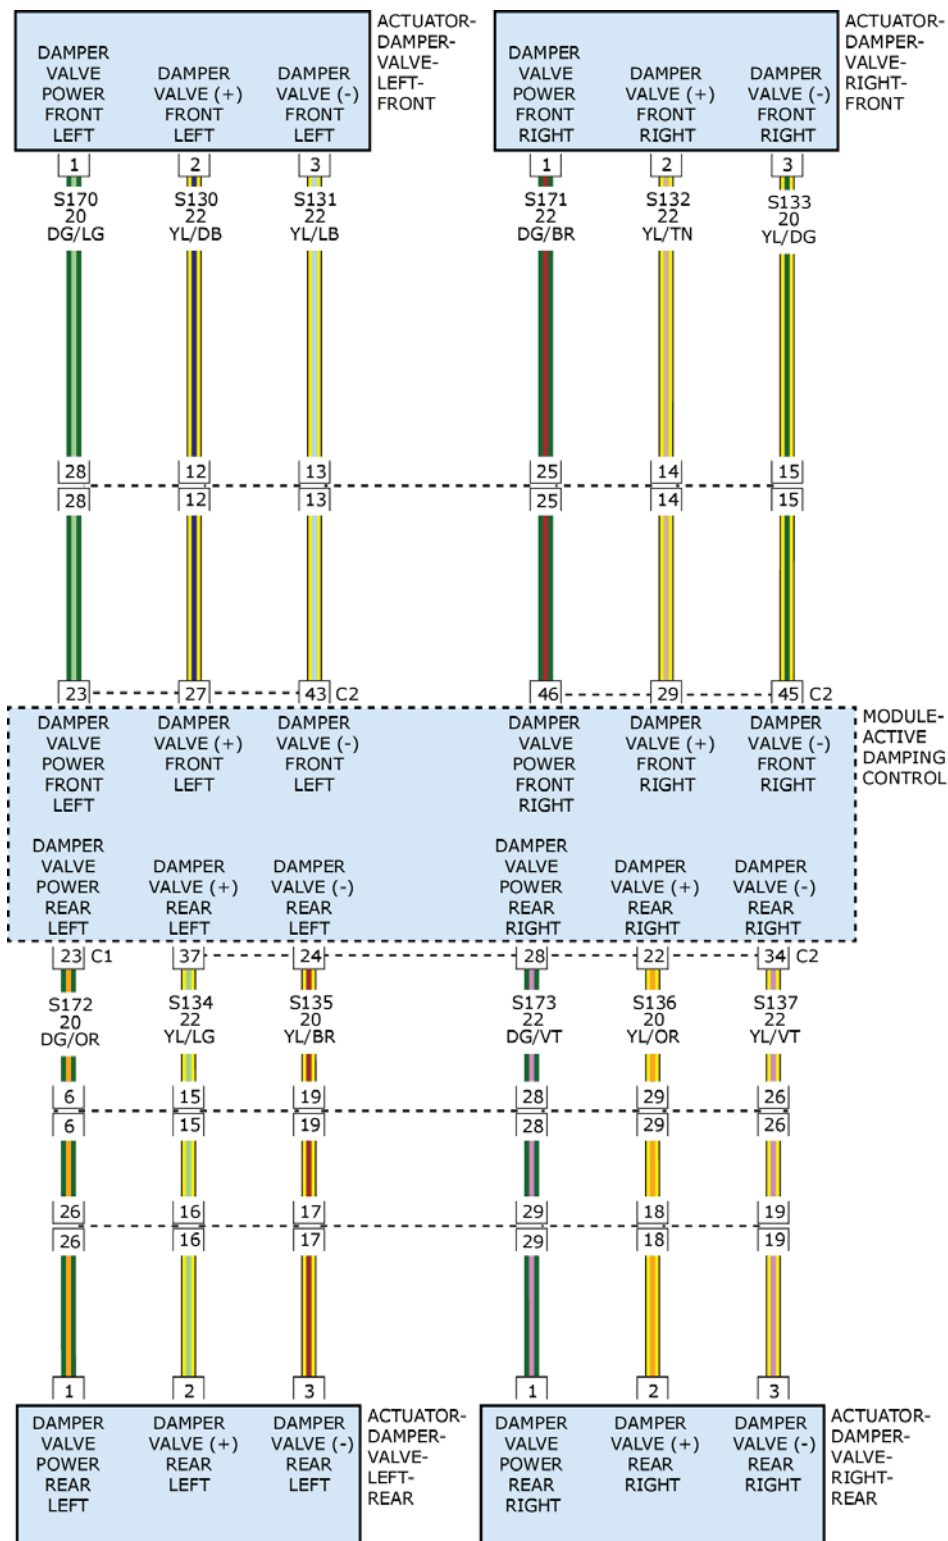 DAMPER
VALVE
POWER
FRONT
LEFT
DAMPER
VALVE (+)
FRONT
LEFT
DAMPER
VALVE (-)
FRONT
LEFT
ACTUATOR-
DAMPER-
VALVE-
LEFT-
FRONT
DAMPER
VALVE
POWER
FRONT
RIGHT
DAMPER
VALVE (+)
FRONT
RIGHT
DAMPER
VALVE (-)
FRONT
RIGHT
ACTUATOR-
DAMPER-
VALVE-
RIGHT-
FRONT
1 2 3 1 2 3
S170 S130 S131 S171 S132 S133
20 22 22 22 22 20
DG/LG YL/DB YL/LB DG/BR YL/TN YL/DG
28 12 13 25 14 15
28 12 13 25 14 15
23 27 43 C2 46 29 45 C2
DAMPER
VALVE
POWER
FRONT
LEFT
DAMPER
VALVE (+)
FRONT
LEFT
DAMPER
VALVE (-)
FRONT
LEFT
DAMPER
VALVE
POWER
FRONT
RIGHT
DAMPER
VALVE (+)
FRONT
RIGHT
DAMPER
VALVE (-)
FRONT
RIGHT
MODULE-
ACTIVE
DAMPING
CONTROL
DAMPER
VALVE
POWER
REAR
LEFT
DAMPER
VALVE (+)
REAR
LEFT
DAMPER
VALVE (-)
REAR
LEFT
DAMPER
VALVE
POWER
REAR
RIGHT
DAMPER
VALVE (+)
REAR
RIGHT
DAMPER
VALVE (-)
REAR
RIGHT
23 C1 37 24 28 22 34 C2
S172 S134 S135 S173 S136 S137
20 22 20 22 20 22
DG/OR YL/LG YL/BR DG/VT YL/OR YL/VT
6 15 19 28 29 26
6 15 19 28 29 26
26 16 17 29 18 19
26 16 17 29 18 19
1 2 3 1 2 3
DAMPER
VALVE
POWER
REAR
LEFT
DAMPER
VALVE (+)
REAR
LEFT
DAMPER
VALVE (-)
REAR
LEFT
ACTUATOR-
DAMPER-
VALVE-
LEFT-
REAR
DAMPER
VALVE
POWER
REAR
RIGHT
DAMPER
VALVE (+)
REAR
RIGHT
DAMPER
VALVE (-)
REAR
RIGHT
ACTUATOR-
DAMPER-
VALVE-
RIGHT-
REAR